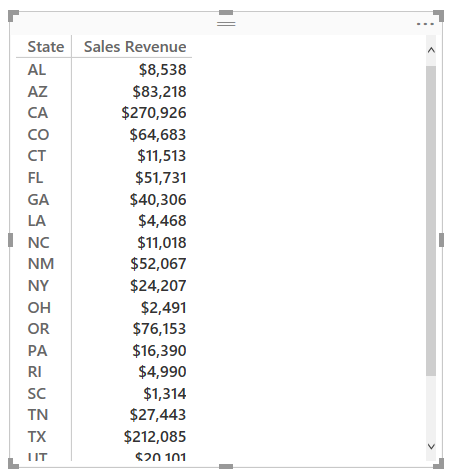 State Sales Revenue
AL $8,538
AZ $83,218
CA $270,926
CO $64,683
CT $11,513
FL $51,731
GA $40,306
LA $4,468
NC $11,018
NM $52,067
NY $24,207
OH $2,491
OR $76,153
PA $16,390
RI $4,990
SC $1,314
TN $27,443
TX $212,085
UT $20,101